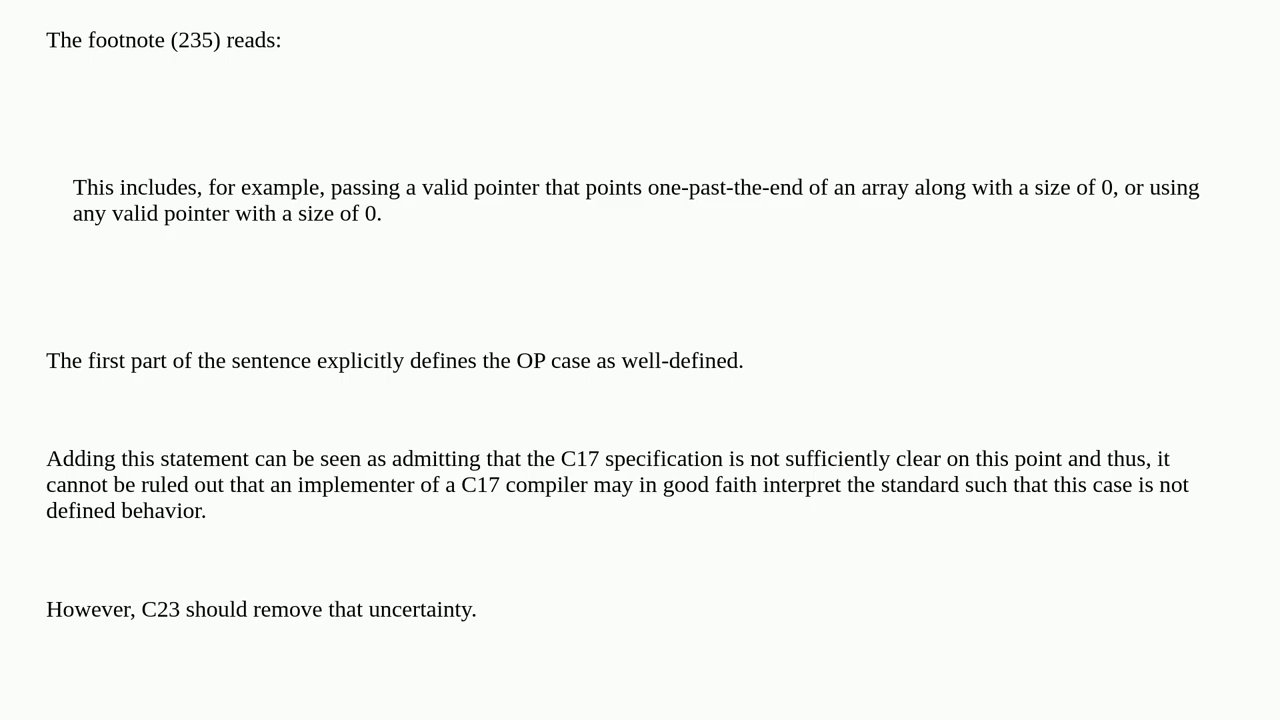 The footnote (235) reads:
This includes, for example, passing a valid pointer that points one-past-the-end of an array along with a size of 0, or using
any valid pointer with a size of 0.
The first part of the sentence explicitly defines the OP case as well-defined.
Adding this statement can be seen as admitting that the C17 specification is not sufficiently clear on this point and thus, it
cannot be ruled out that an implementer of a C17 compiler may in good faith interpret the standard such that this case is not
defined behavior.
However, C23 should remove that uncertainty.